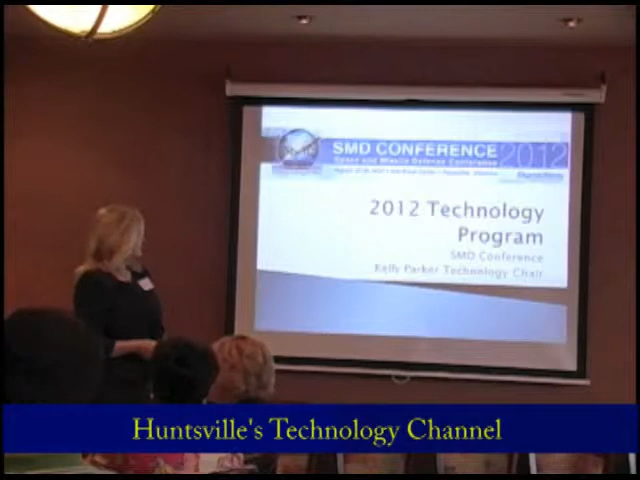 SMD CONFERENCE 2012
Space and Missile Defense Conference
2012 Technology
Program
SMD Conference
Kelly Parker Technology Chair
Huntsville's Technology Channel